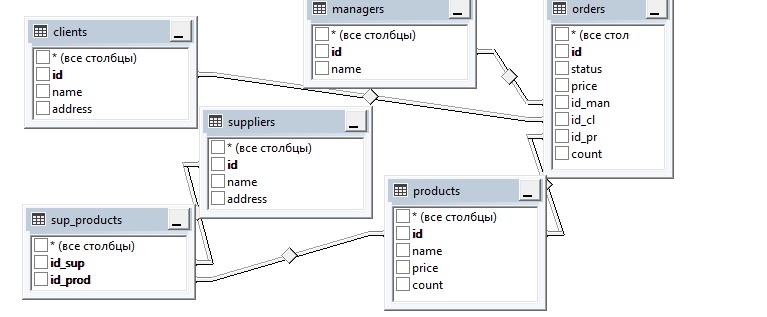 clients
* (все столбцы)
id
name
address
managers
* (все столбцы)
id
name
orders
* (все стол
id
status
price
id_man
id_cl
id_pr
count
suppliers
* (все столбцы)
id
name
address
sup_products
* (все столбцы)
id_sup
id_prod
products
* (все столбцы)
id
name
price
count